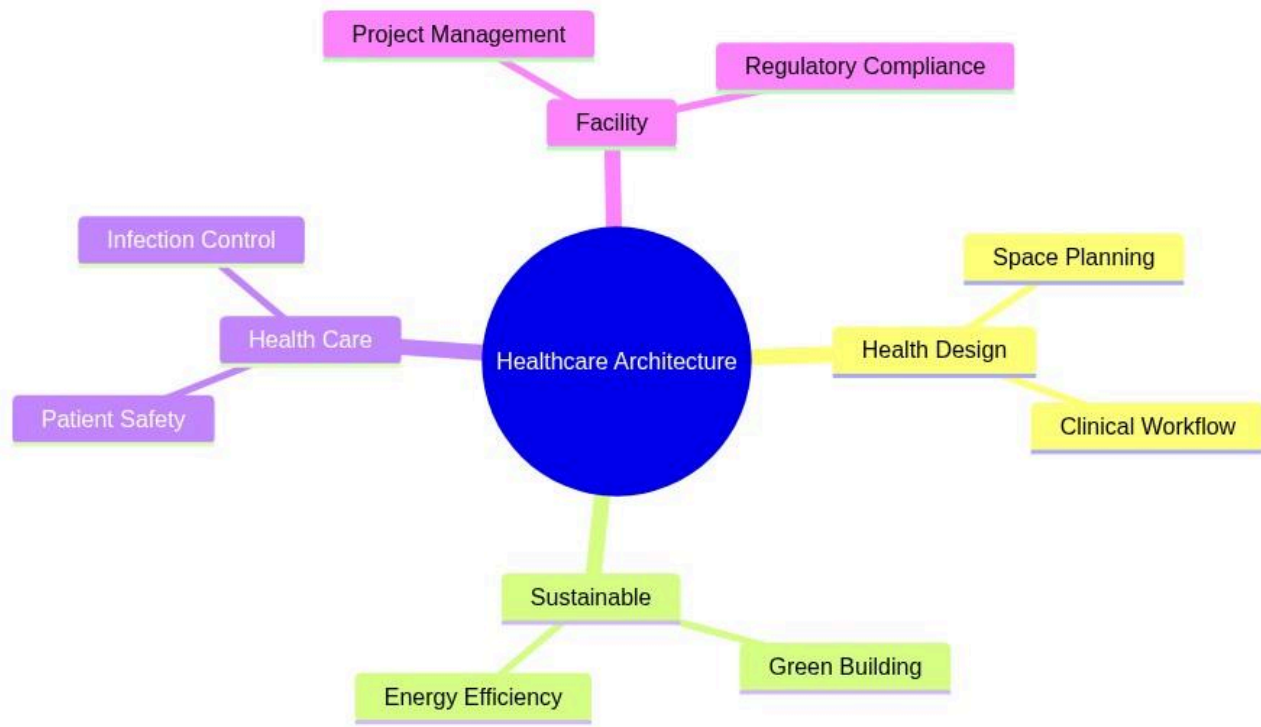 Project Management
Regulatory Compliance
Facility
Infection Control
Space Planning
Health Care
Health Design
Healthcare Architecture
Patient Safety
Clinical Workflow
Sustainable
Green Building
Energy Efficiency